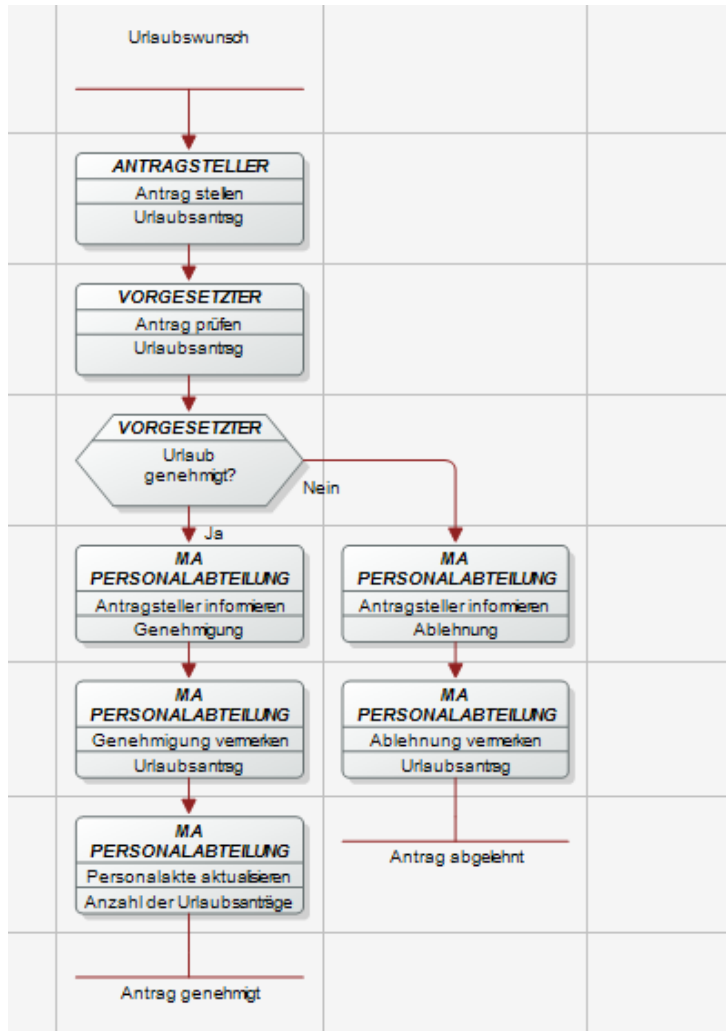 Urlaubswunsch
ANTRAGSTELLER
Antrag stellen
Urlaubsantrag
VORGESETZTER
Antrag prüfen
Urlaubsantrag
VORGESETZTER
Urlaub
genehmigt?
Nein
Ja
MA
PERSONALABTEILUNG
Antragsteller informieren
Genehmigung
MA
PERSONALABTEILUNG
Antragsteller informieren
Ablehnung
MA
PERSONALABTEILUNG
Genehmigung vermerken
Urlaubsantrag
MA
PERSONALABTEILUNG
Ablehnung vermerken
Urlaubsantrag
MA
PERSONALABTEILUNG
Personalakte aktualisieren
Anzahl der Urlaubsanträge
Antrag abgelehnt
Antrag genehmigt